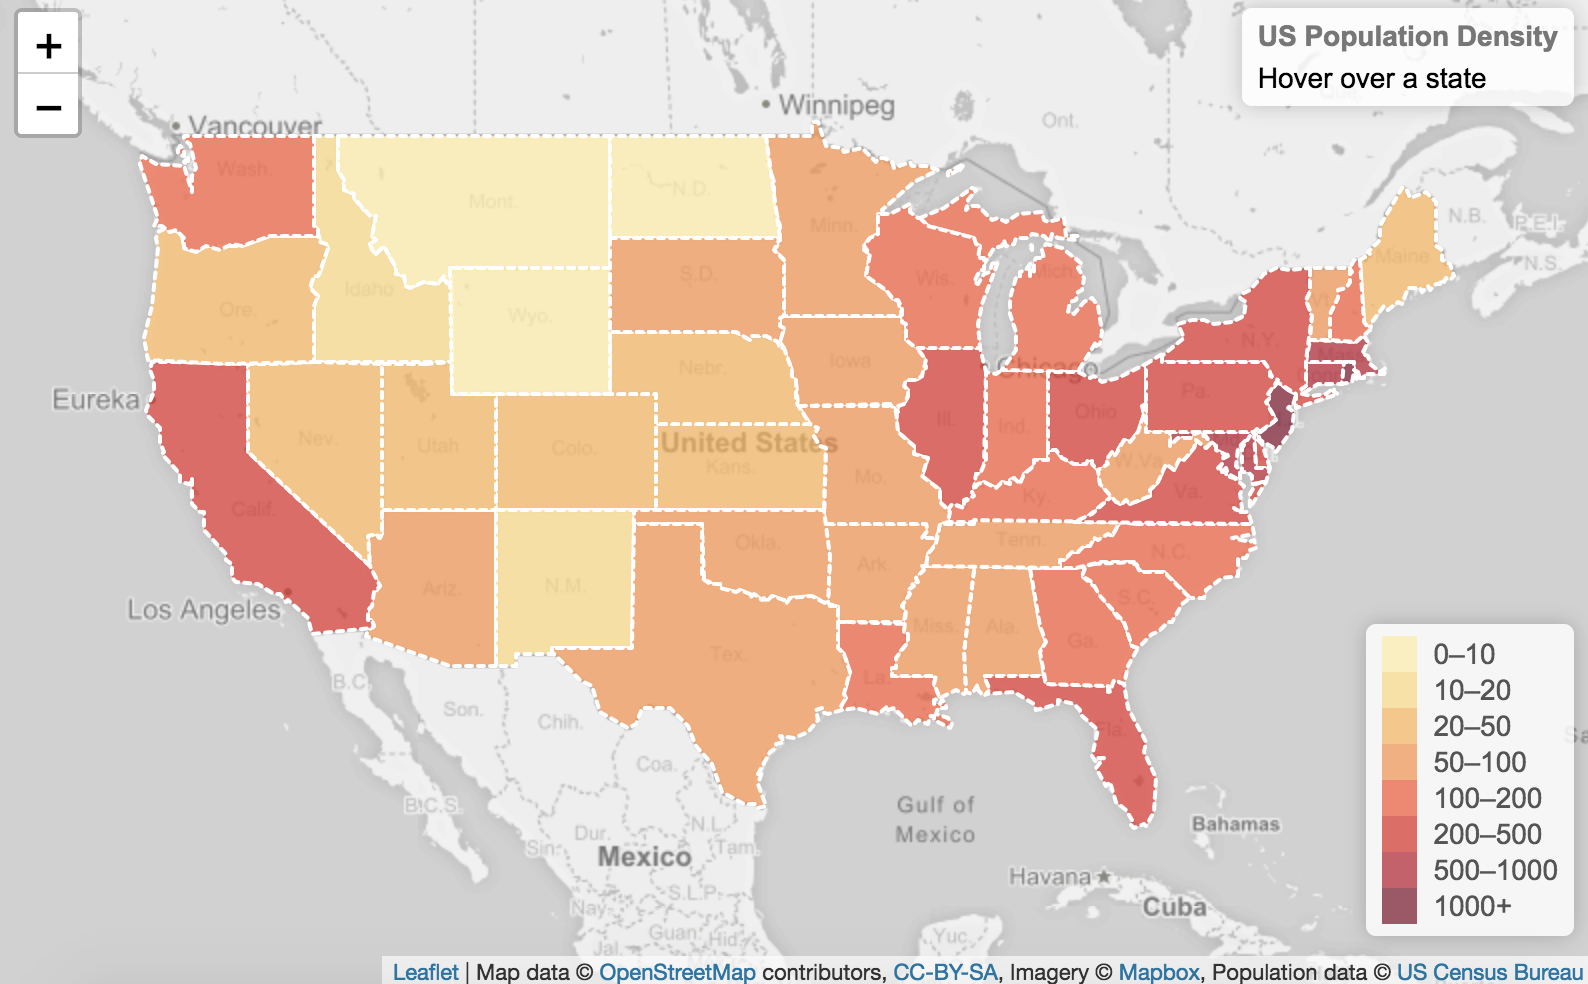 +
−
US Population Density
Hover over a state
Winnipeg
Ont.
Vancouver
Wash.
Mont.
N.D.
Minn.
N.B.
P.E.I.
N.S.
Maine
Ore.
Idaho
Wyo.
S.D.
Wis.
Mich.
Vt.
N.Y.
Eureka
Nebr.
Iowa
Chicago
Pa.
Nev.
Utah
Colo.
United States
Kans.
Mo.
Ill.
Ind.
Ohio
W.Va.
Md.
Va.
Ky.
Calif.
Los Angeles
Ariz.
N.M.
Okla.
Ark.
Tenn.
N.C.
S.C.
Tex.
La.
Miss.
Ala.
Ga.
Fla.
B.C.
Son.
Chih.
Coa.
B.C.S.
Dur.
N.L.
Sin.
Tam.
Mexico
Gulf of
Mexico
Bahamas
Havana
Cuba
Nay.
S.L.P.
Guan.
Hid.
Jal.
Yuc.
0–10
10–20
20–50
50–100
100–200
200–500
500–1000
1000+
Leaflet | Map data © OpenStreetMap contributors, CC-BY-SA, Imagery © Mapbox, Population data © US Census Bureau